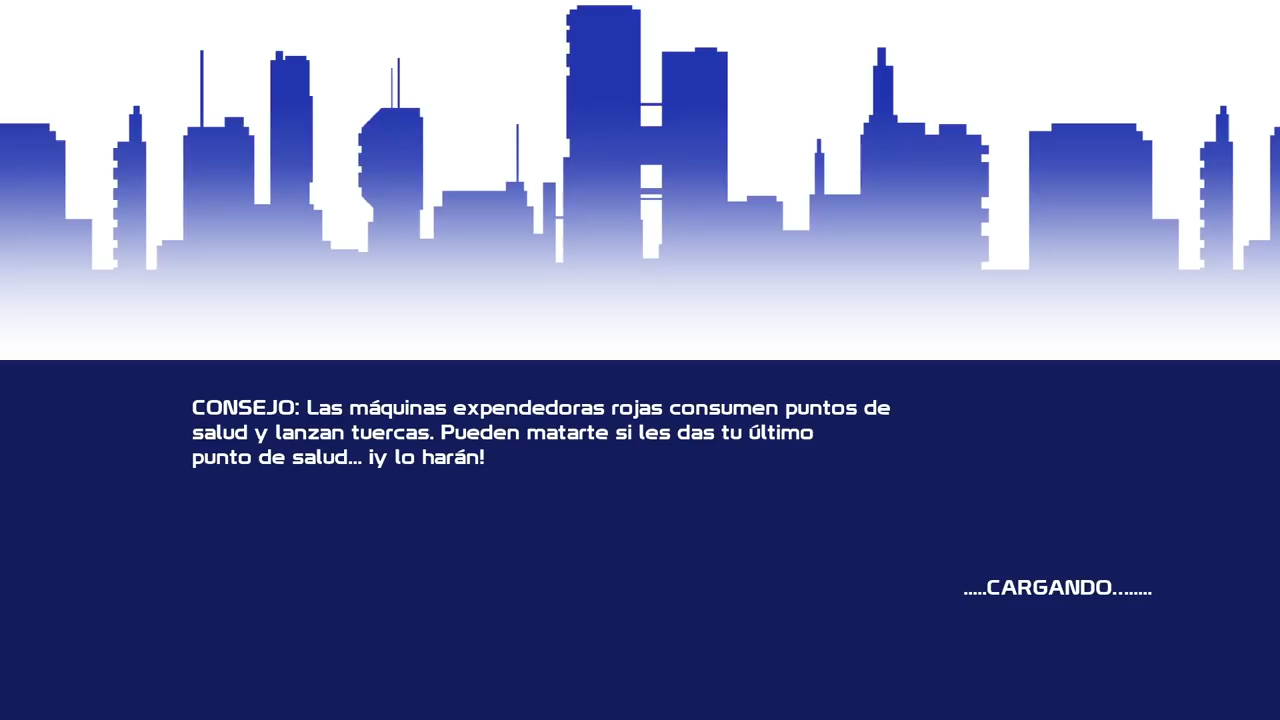 CONSEJO: Las máquinas expendedoras rojas consumen puntos de
salud y lanzan tuercas. Pueden matarte si les das tu último
punto de salud... ¡y lo harán!
.....CARGANDO........